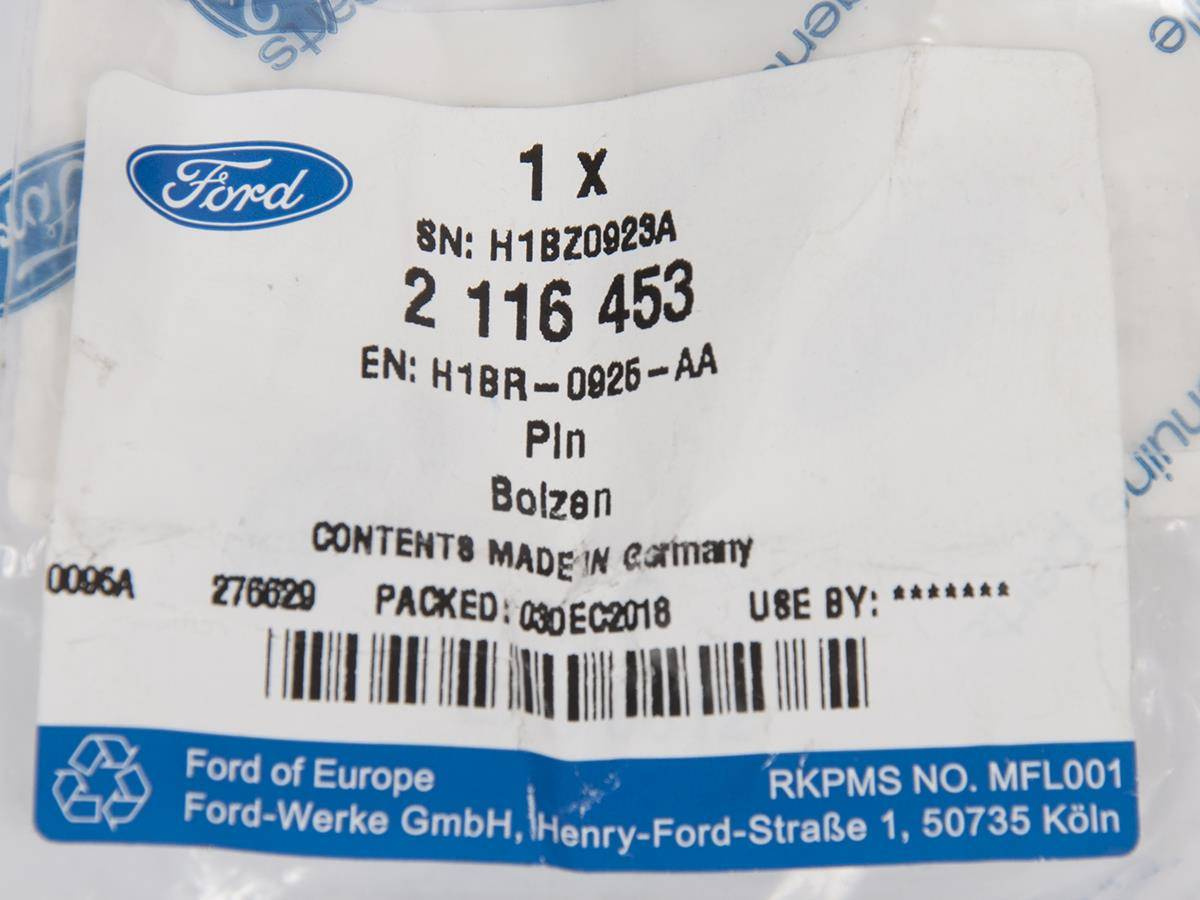 Ford
1 x
SN: H1BZ0923A
2 116 453
EN: H1BR-0925-AA
Pin
Bolzen
CONTENTS MADE IN Germany
0095A 276629 PACKED: 03DEC2018 USE BY: *******
Ford of Europe RKPMS NO. MFL001
Ford-Werke GmbH, Henry-Ford-Straße 1, 50735 Köln